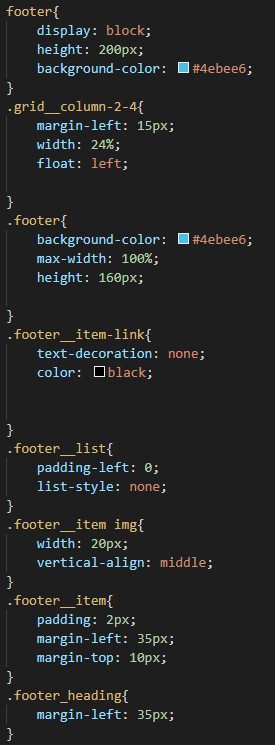 footer{
    display: block;
    height: 200px;
    background-color: #4ebee6;
}
.grid__column-2-4{
    margin-left: 15px;
    width: 24%;
    float: left;
}
.footer{
    background-color: #4ebee6;
    max-width: 100%;
    height: 160px;
}
.footer__item-link{
    text-decoration: none;
    color: black;
}
.footer__list{
    padding-left: 0;
    list-style: none;
}
.footer__item img{
    width: 20px;
    vertical-align: middle;
}
.footer__item{
    padding: 2px;
    margin-left: 35px;
    margin-top: 10px;
}
.footer_heading{
    margin-left: 35px;
}